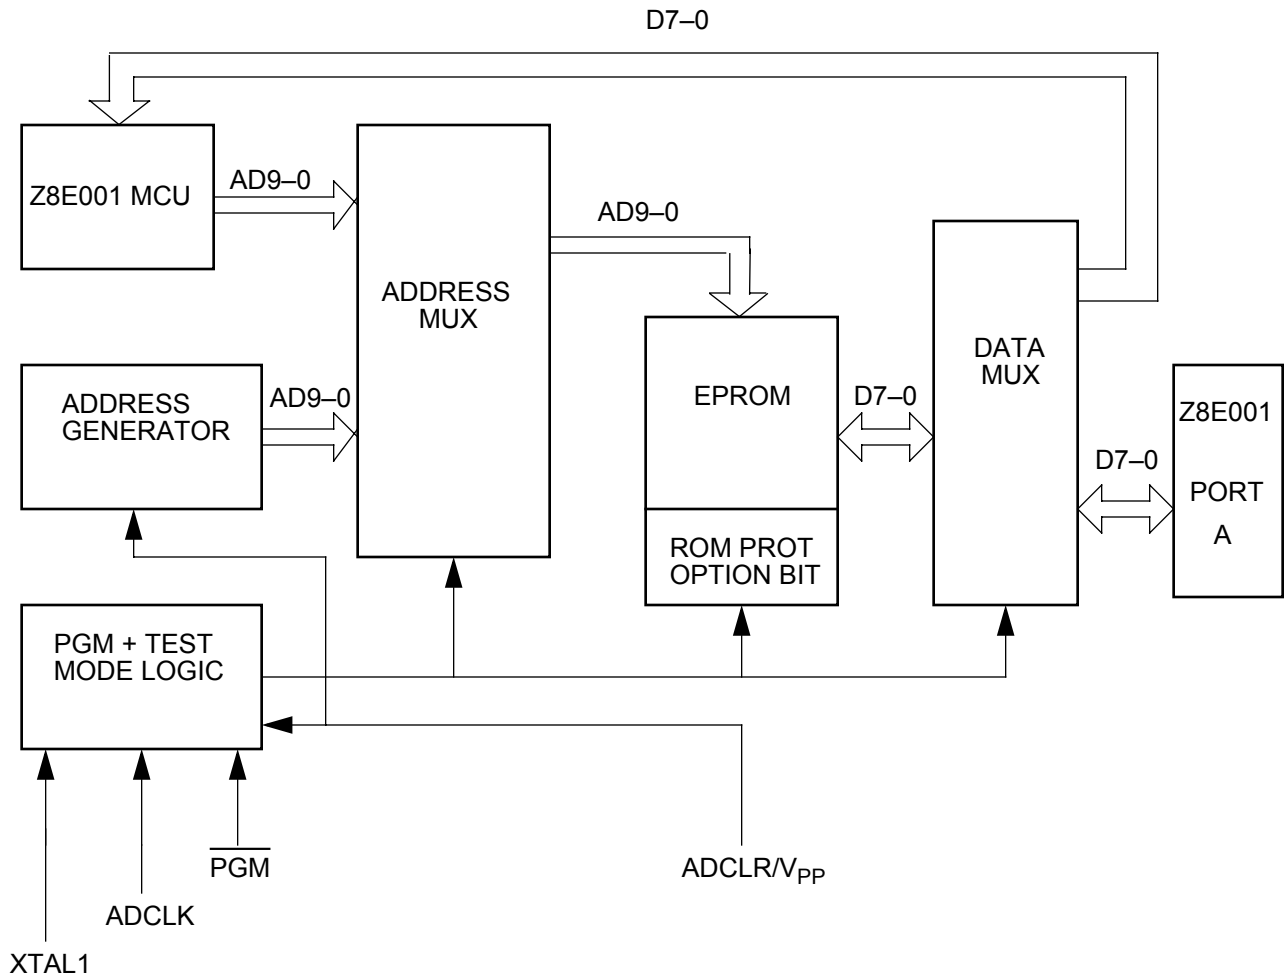 D7–0
Z8E001 MCU
AD9–0
AD9–0
ADDRESS
MUX
DATA
MUX
ADDRESS
GENERATOR
AD9–0
EPROM
D7–0
Z8E001
D7–0
PORT
A
ROM PROT
OPTION BIT
PGM + TEST
MODE LOGIC
PGM
ADCLR/VPP
ADCLK
XTAL1